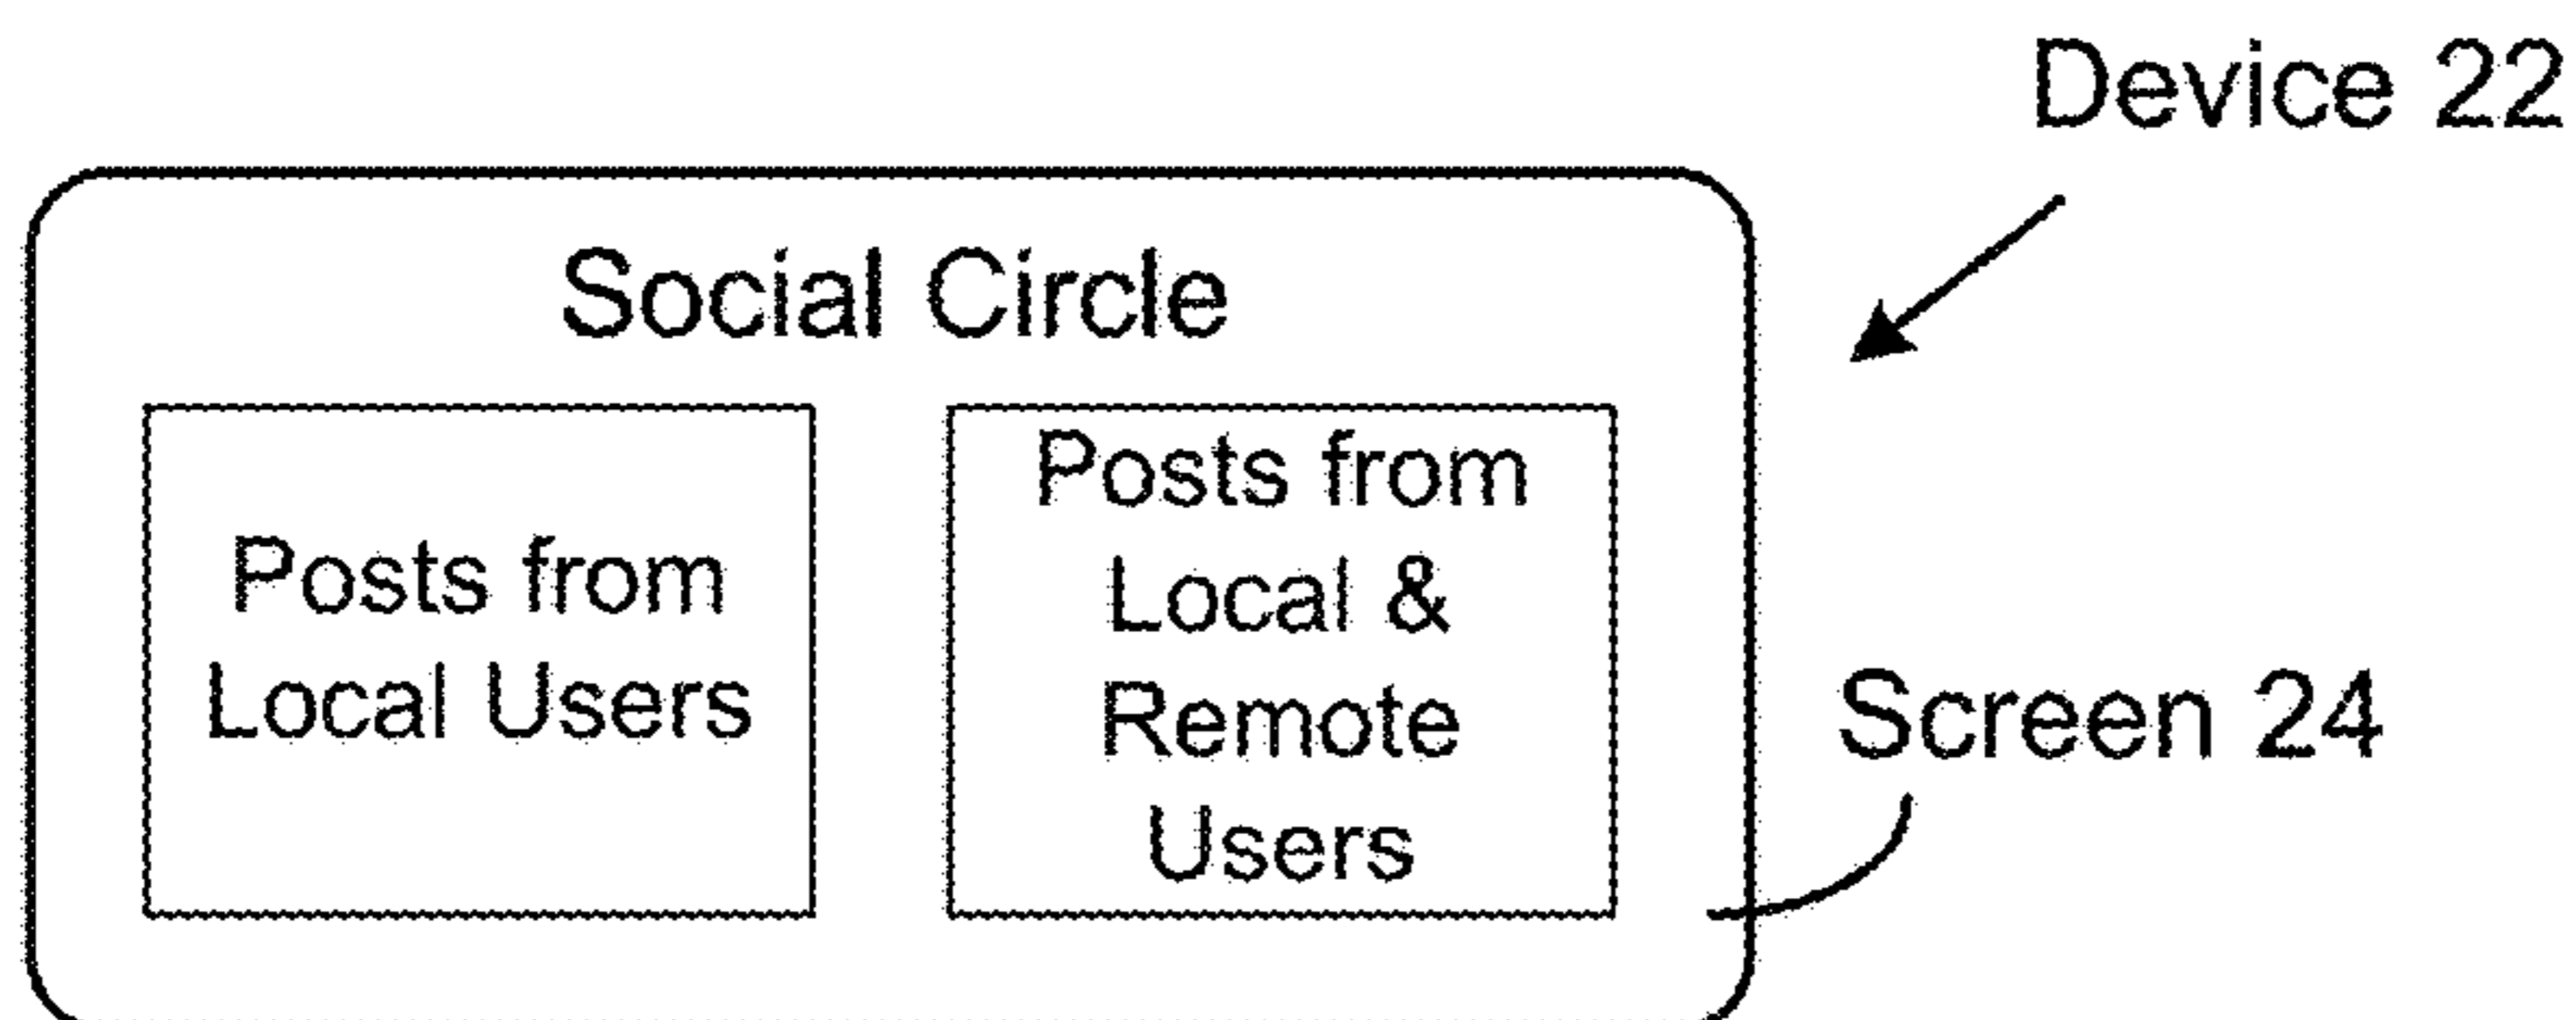 Device 22
Social Circle
Posts from
Local Users
Posts from
Local &
Remote
Users
Screen 24